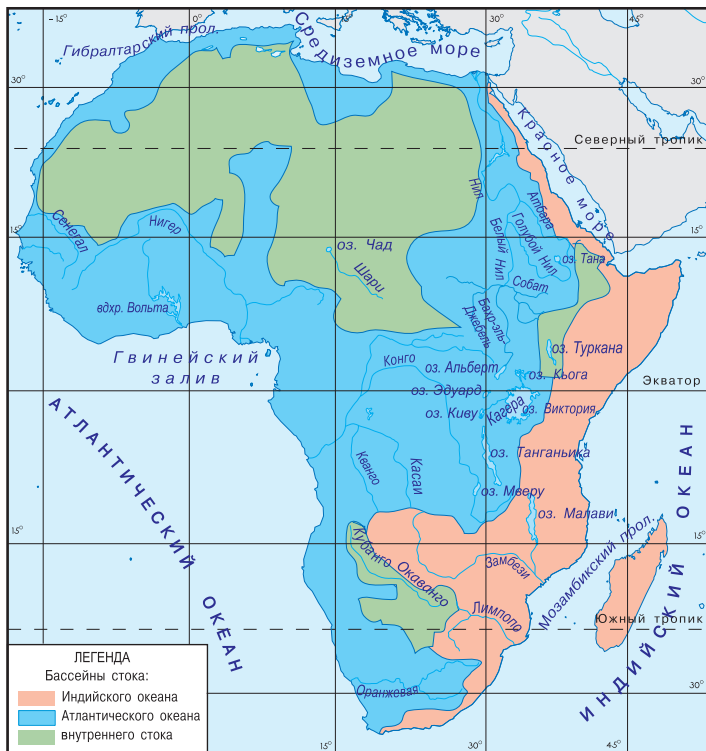 -15°
0°
15°
30°
45°
Гибралтарский прол.
Средиземное море
30°
30°
Красное море
Северный тропик
Нил
Атбара
Сенегал
Нигер
15°
15°
оз. Чад
Белый Нил
Голубой Нил
оз. Тана
Шари
Собат
вдхр. Вольта
Бахр-эль-
Джебель
Гвинейский
залив
Конго
оз. Туркана
оз. Альберт
оз. Кьога
Экватор
оз. Эдуард
Кагера
оз. Виктория
оз. Киву
АТЛАНТИЧЕСКИЙ ОКЕАН
Кванго
Касаи
оз. Танганьика
оз. Мверу
оз. Малави
15°
15°
Кубанго
Окаванго
Замбези
Мозамбикский прол.
ИНДИЙСКИЙ ОКЕАН
Лимпопо
Южный тропик
Оранжевая
30°
15°
0°
30°
45°
ЛЕГЕНДА
Бассейны стока:
Индийского океана
Атлантического океана
внутреннего стока